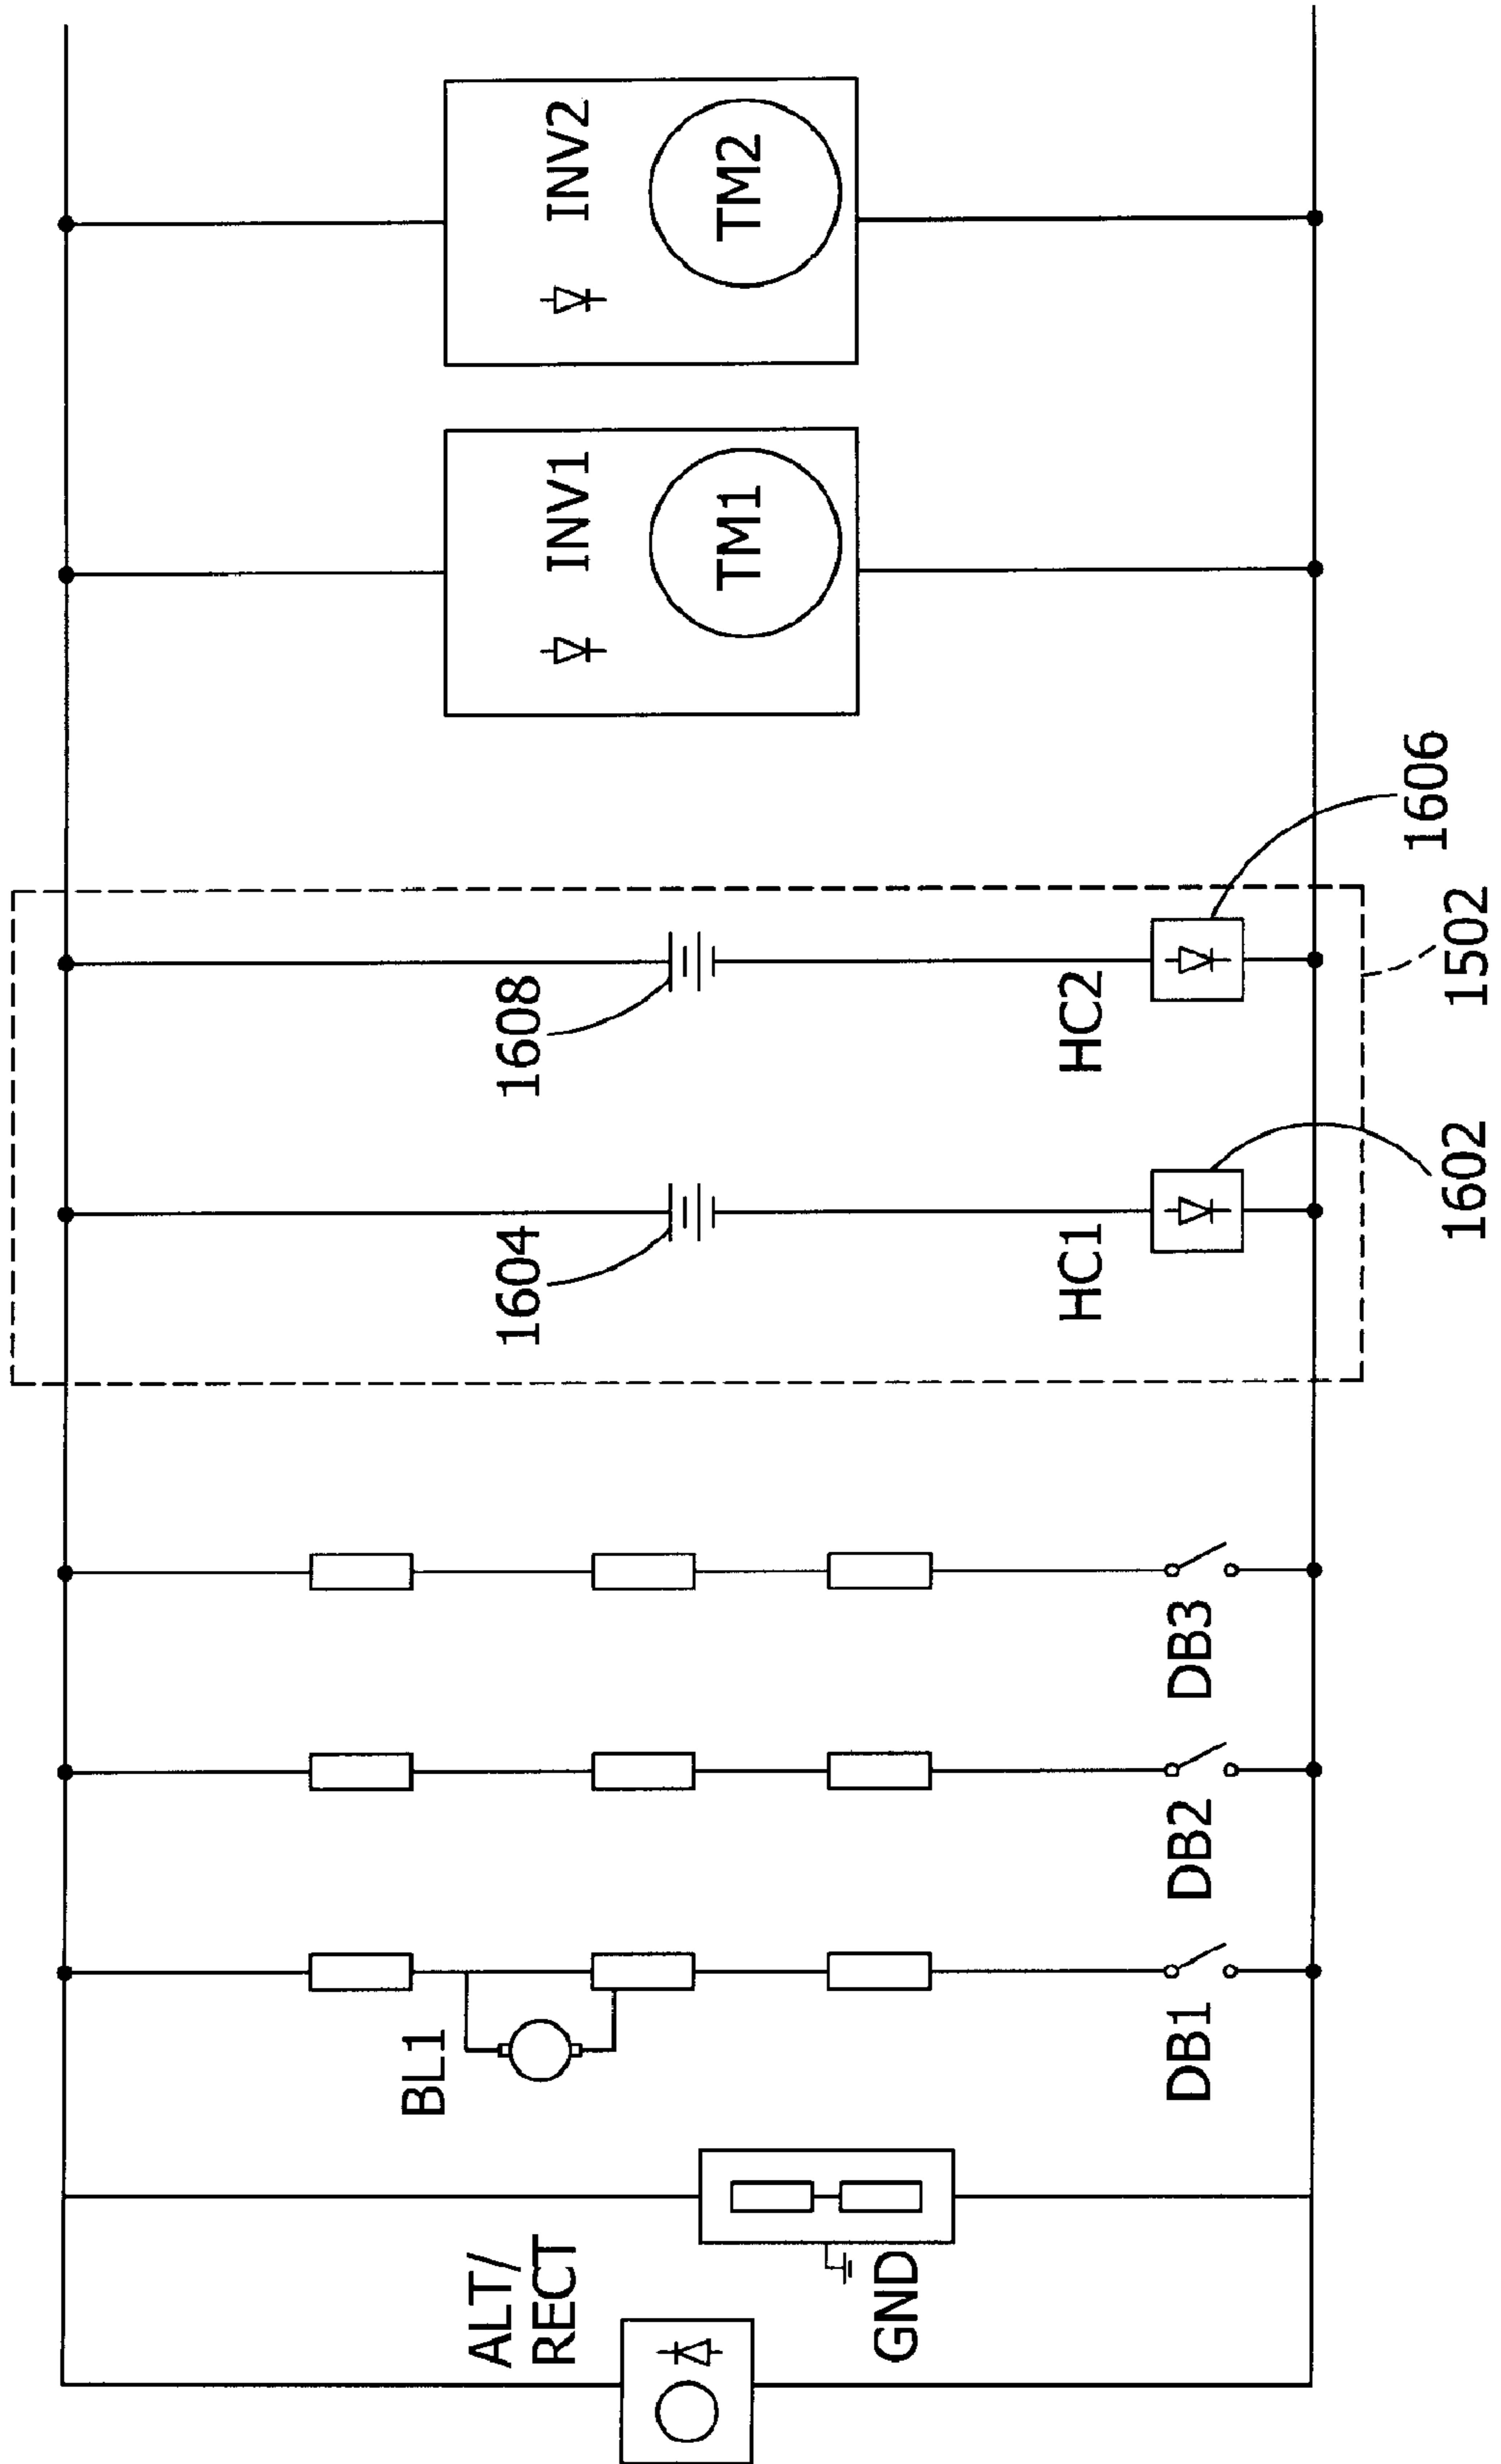 ALT/
RECT
GND
BL1
DB1
DB2
DB3
1604
HC1
1602
1608
HC2
1606
1502
INV1
TM1
INV2
TM2